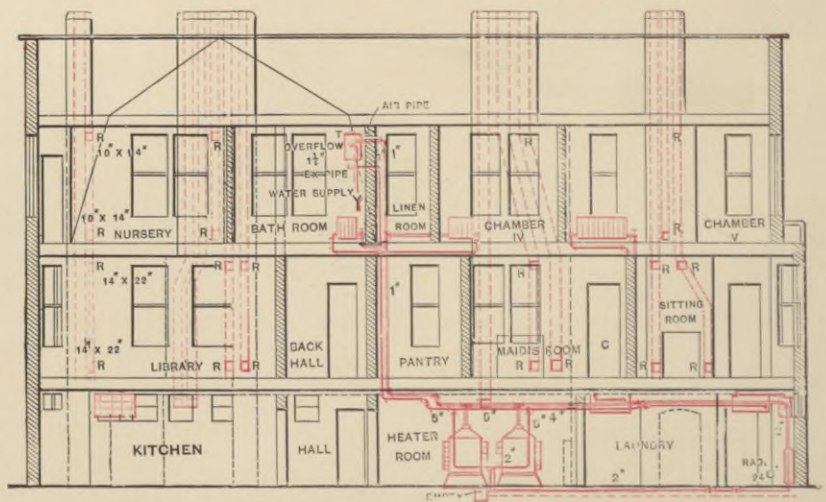 AIR PIPE
R
R
T
R
10" X 14"
OVERFLOW
1¼"
1"
H
EX-PIPE
WATER SUPPLY
10" X 14"
R
NURSERY
R
BATH ROOM
LINEN
ROOM
CHAMBER
IV
R
CHAMBER
V
R
R
R
R
R
R
14" X 22"
1"
SITTING
ROOM
14" X 22"
BACK
HALL
PANTRY
MAIDS ROOM
C
R
LIBRARY
R
R
R
R
R
R
5"
6"
5"
4"
KITCHEN
HALL
HEATER
ROOM
2"
LAUNDRY
2"
RAD.